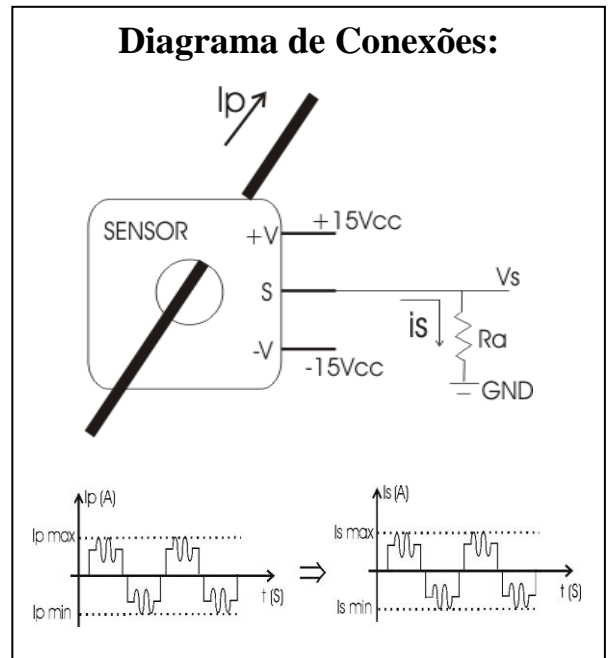 Diagrama de Conexões:
Ip
SENSOR
+V
+15Vcc
S
Vs
is
Ra
-V
-15Vcc
GND
Ip (A)
Ip max
Ip min
t (S)
⇒
Is (A)
Is max
Is min
t (S)